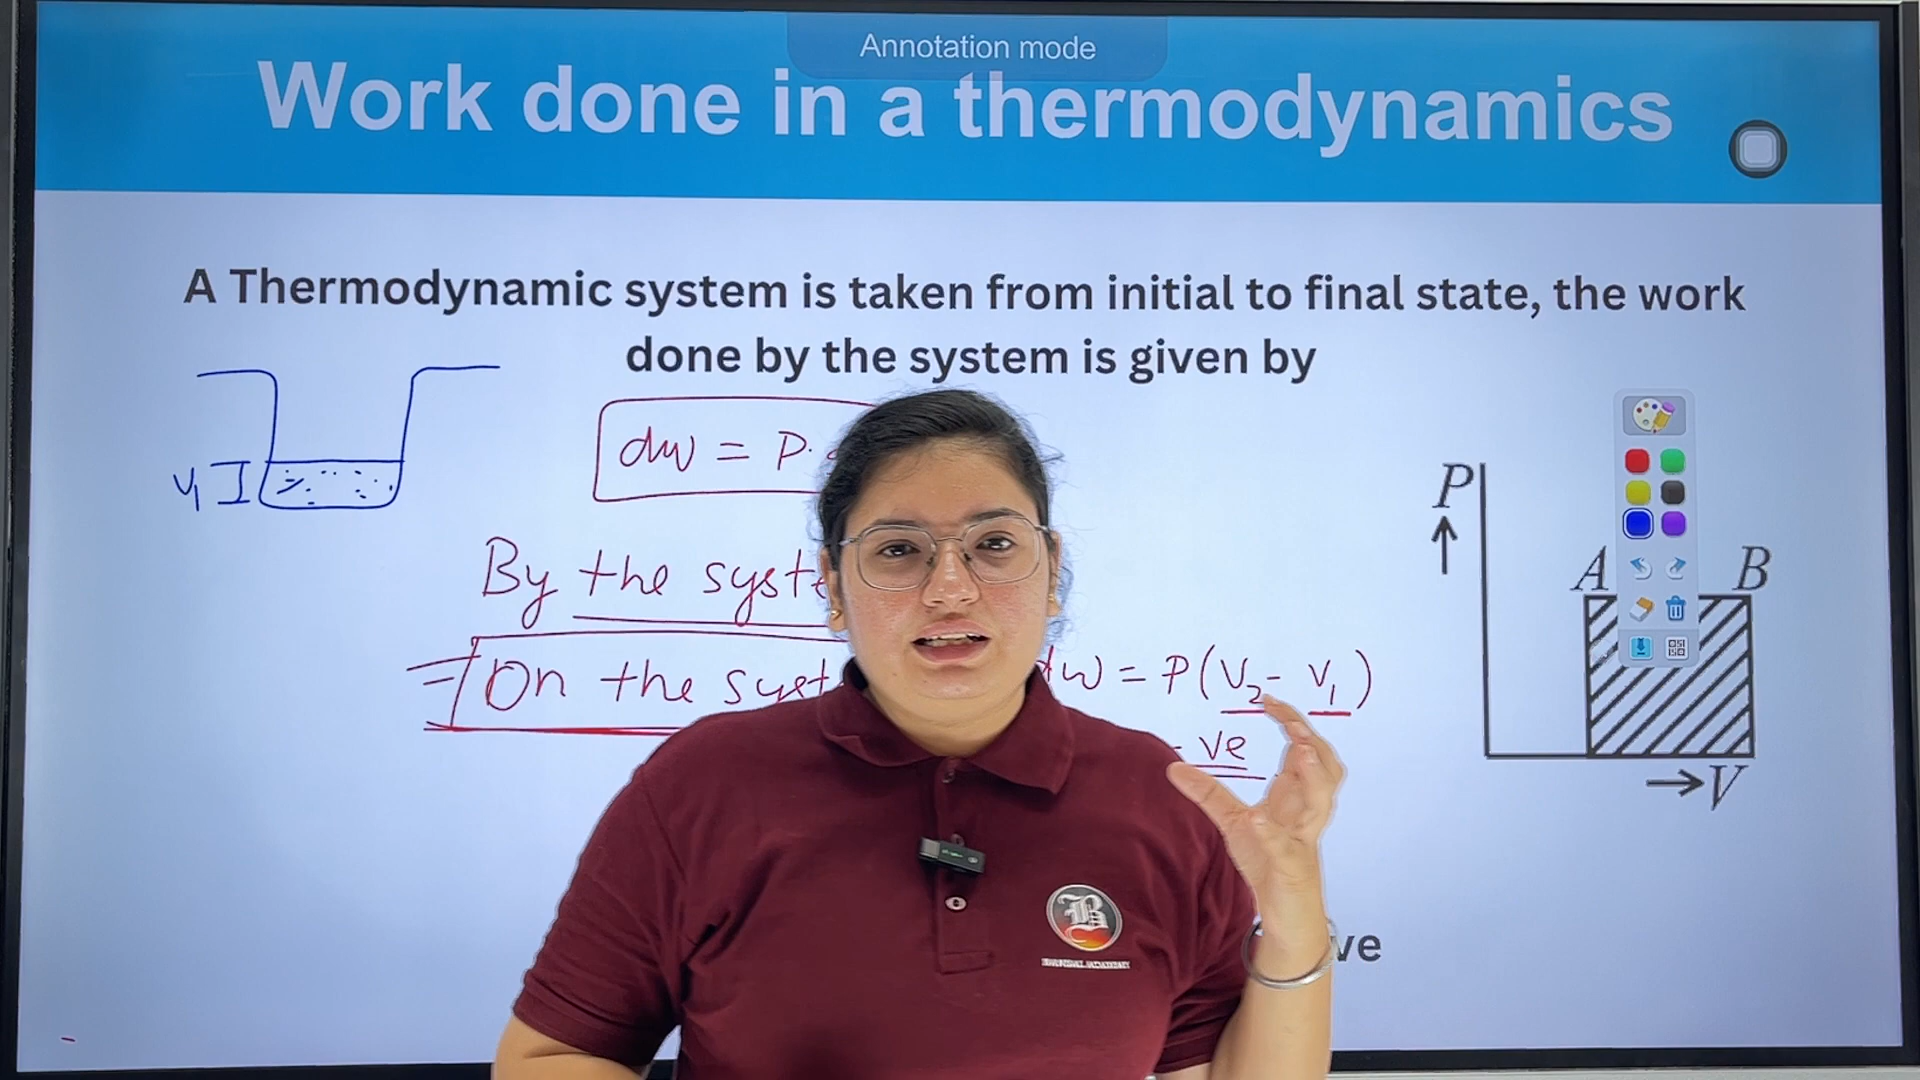 Annotation mode
Work done in a thermodynamics
A Thermodynamic system is taken from initial to final state, the work
done by the system is given by
dw = P.
V1
By the syst
On the syst
dw = P(V2 - V1)
- ve
P
A
B
V
ve